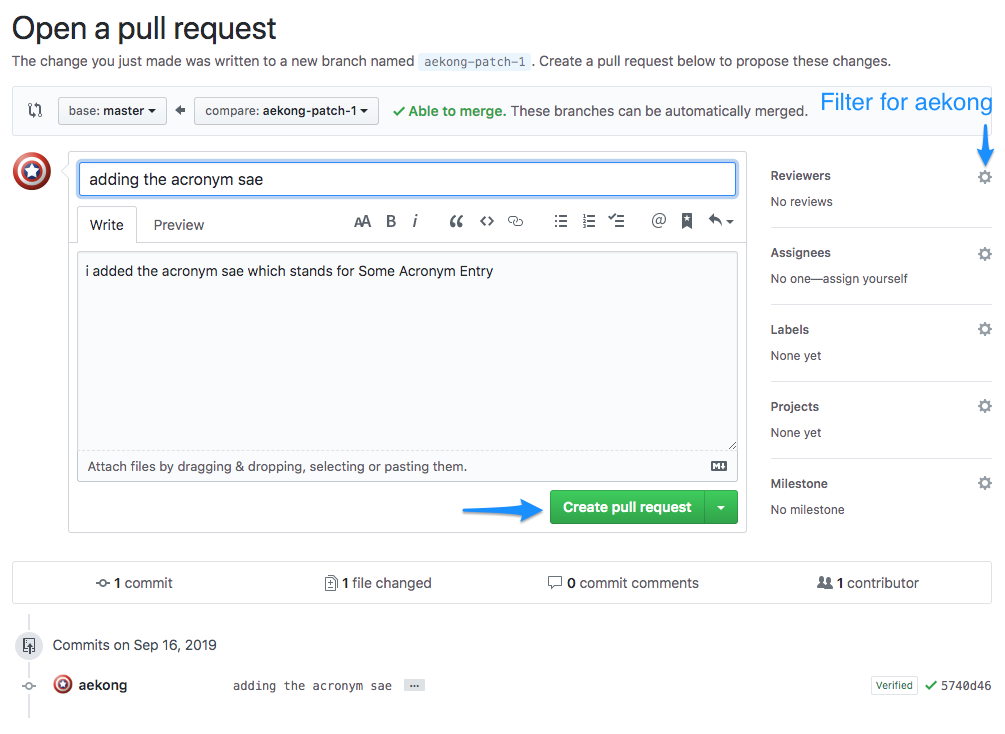 Open a pull request
The change you just made was written to a new branch named aekong-patch-1 . Create a pull request below to propose these changes.
base: master compare: aekong-patch-1 Able to merge. These branches can be automatically merged. Filter for aekong
adding the acronym sae
Reviewers
No reviews
Write Preview AA B i @
i added the acronym sae which stands for Some Acronym Entry
Assignees
No one—assign yourself
Labels
None yet
Projects
None yet
Attach files by dragging & dropping, selecting or pasting them.
Milestone
No milestone
Create pull request
1 commit 1 file changed 0 commit comments 1 contributor
Commits on Sep 16, 2019
aekong adding the acronym sae … Verified 5740d46